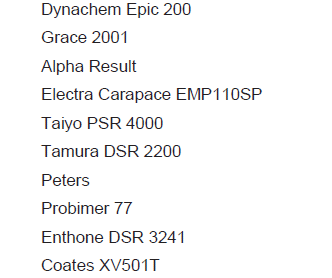 Dynachem Epic 200
Grace 2001
Alpha Result
Electra Carapace EMP110SP
Taiyo PSR 4000
Tamura DSR 2200
Peters
Probimer 77
Enthone DSR 3241
Coates XV501T